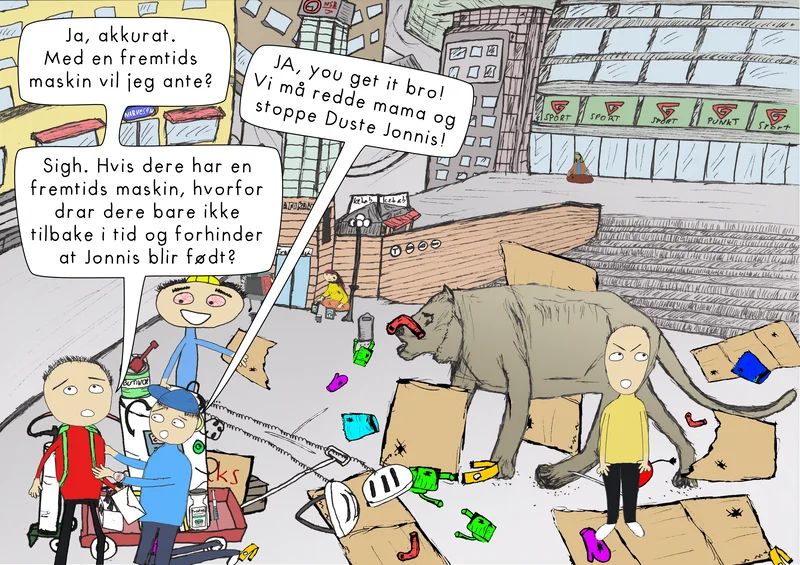 Ja, akkurat.
Med en fremtids
maskin vil jeg ante?
JA, you get it bro!
Vi må redde mama og
stoppe Duste Jonnis!
Sigh. Hvis dere har en
fremtids maskin, hvorfor
drar dere bare ikke
tilbake i tid og forhinder
at Jonnis blir født?
NARVESEN
SPORT
SPORT
SPORT
PUNKT
Sport
kebab
kebab